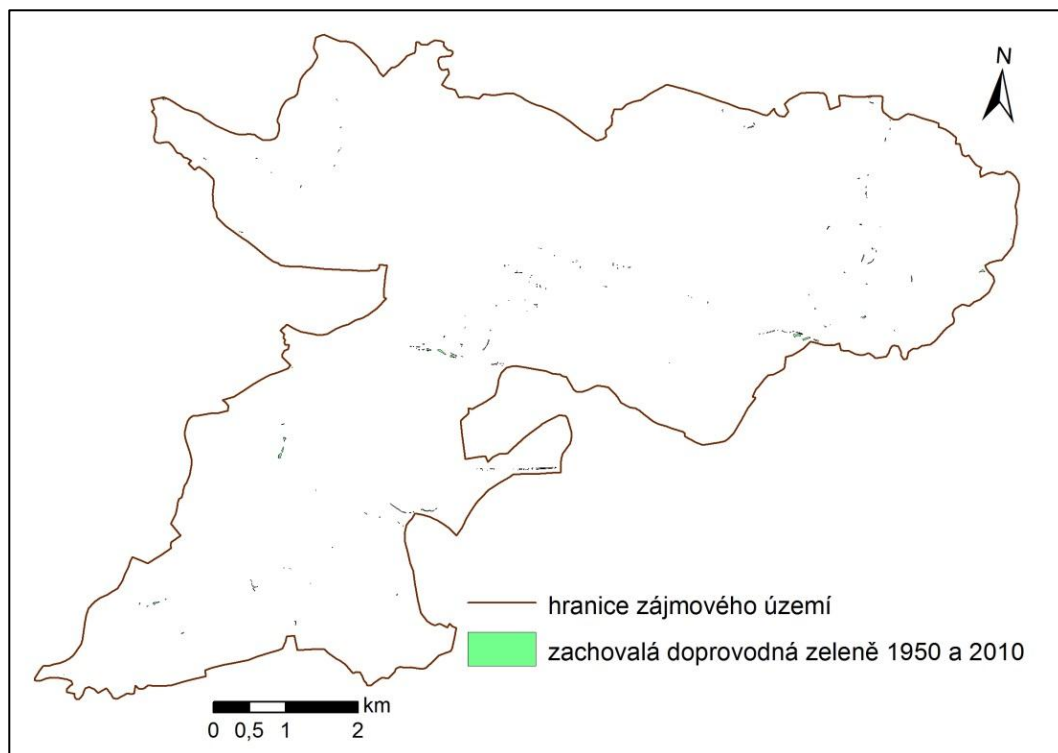 N
hranice zájmového území
zachovalá doprovodná zeleně 1950 a 2010
km
0 0,5 1 2